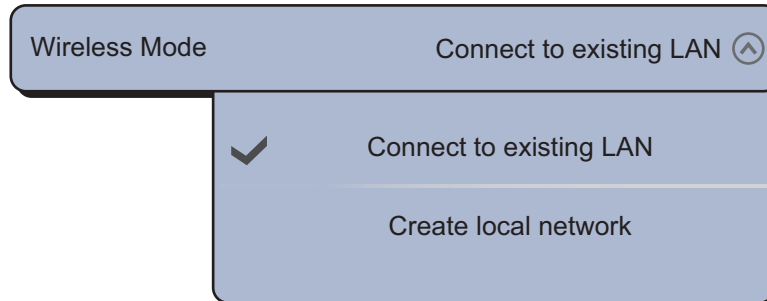 Wireless Mode Connect to existing LAN
Connect to existing LAN
Create local network